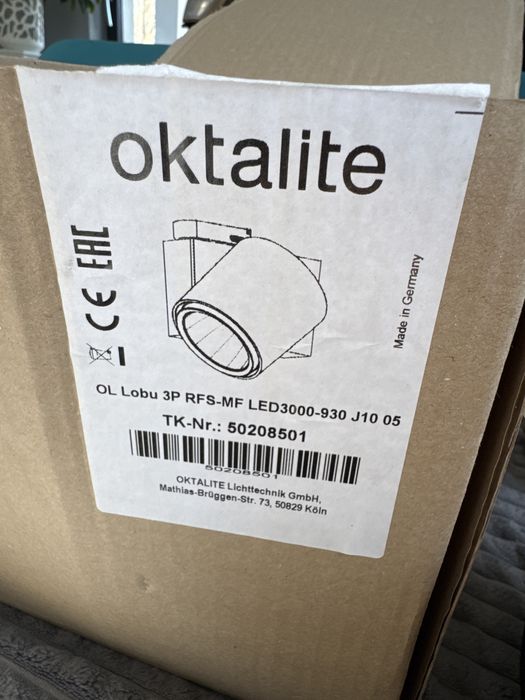 oktalite
EAC
CE
Made in Germany
OL Lobu 3P RFS-MF LED3000-930 J10 05
TK-Nr.: 50208501
50208501
OKTALITE Lichttechnik GmbH,
Mathias-Brüggen-Str. 73, 50829 Köln